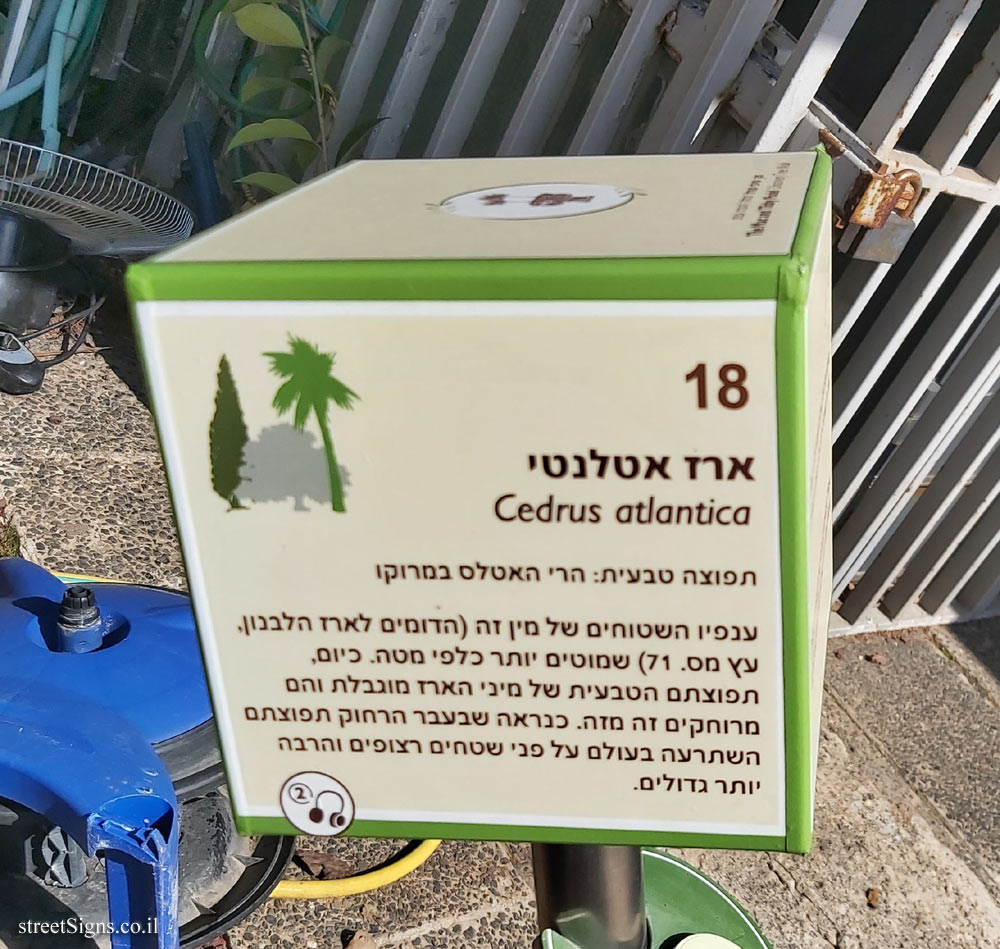 18
ארז אטלנטי
Cedrus atlantica
תפוצה טבעית: הרי האטלס במרוקו
ענפיו השטוחים של מין זה (הדומים לארז הלבנון,
עץ מס. 71) שמוטים יותר כלפי מטה. כיום,
תפוצתם הטבעית של מיני הארז מוגבלת והם
מרוחקים זה מזה. כנראה שבעבר הרחוק תפוצתם
השתרעה בעולם על פני שטחים רצופים והרבה
יותר גדולים.
2
streetSigns.co.il